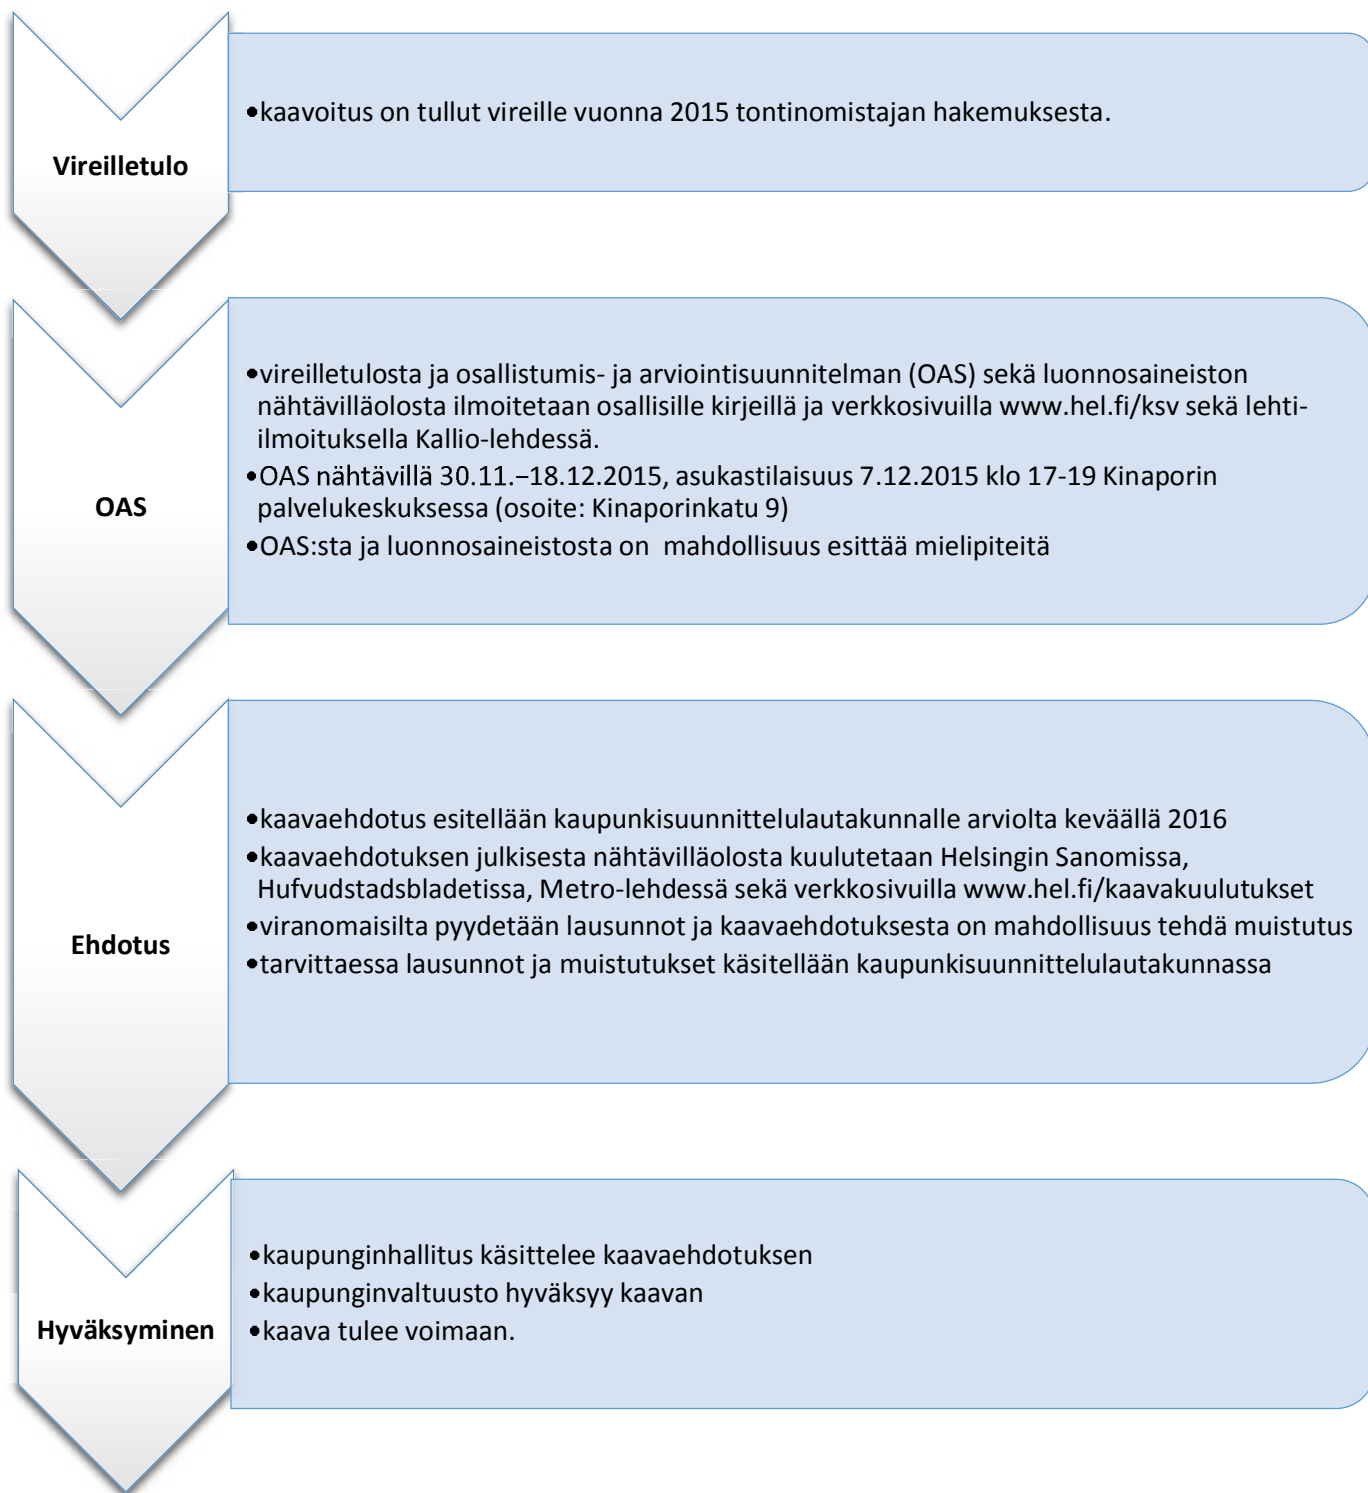 Vireilletulo
•kaavoitus on tullut vireille vuonna 2015 tontinomistajan hakemuksesta.
OAS
•vireilletulosta ja osallistumis- ja arviointisuunnitelman (OAS) sekä luonnosaineiston
nähtävilläolosta ilmoitetaan osallisille kirjeillä ja verkkosivuilla www.hel.fi/ksv sekä lehti-
ilmoituksella Kallio-lehdessä.
•OAS nähtävillä 30.11.–18.12.2015, asukastilaisuus 7.12.2015 klo 17-19 Kinaporin
palvelukeskuksessa (osoite: Kinaporinkatu 9)
•OAS:sta ja luonnosaineistosta on mahdollisuus esittää mielipiteitä
Ehdotus
•kaavaehdotus esitellään kaupunkisuunnittelulautakunnalle arviolta keväällä 2016
•kaavaehdotuksen julkisesta nähtävilläolosta kuulutetaan Helsingin Sanomissa,
Hufvudstadsbladetissa, Metro-lehdessä sekä verkkosivuilla www.hel.fi/kaavakuulutukset
•viranomaisilta pyydetään lausunnot ja kaavaehdotuksesta on mahdollisuus tehdä muistutus
•tarvittaessa lausunnot ja muistutukset käsitellään kaupunkisuunnittelulautakunnassa
Hyväksyminen
•kaupunginhallitus käsittelee kaavaehdotuksen
•kaupunginvaltuusto hyväksyy kaavan
•kaava tulee voimaan.